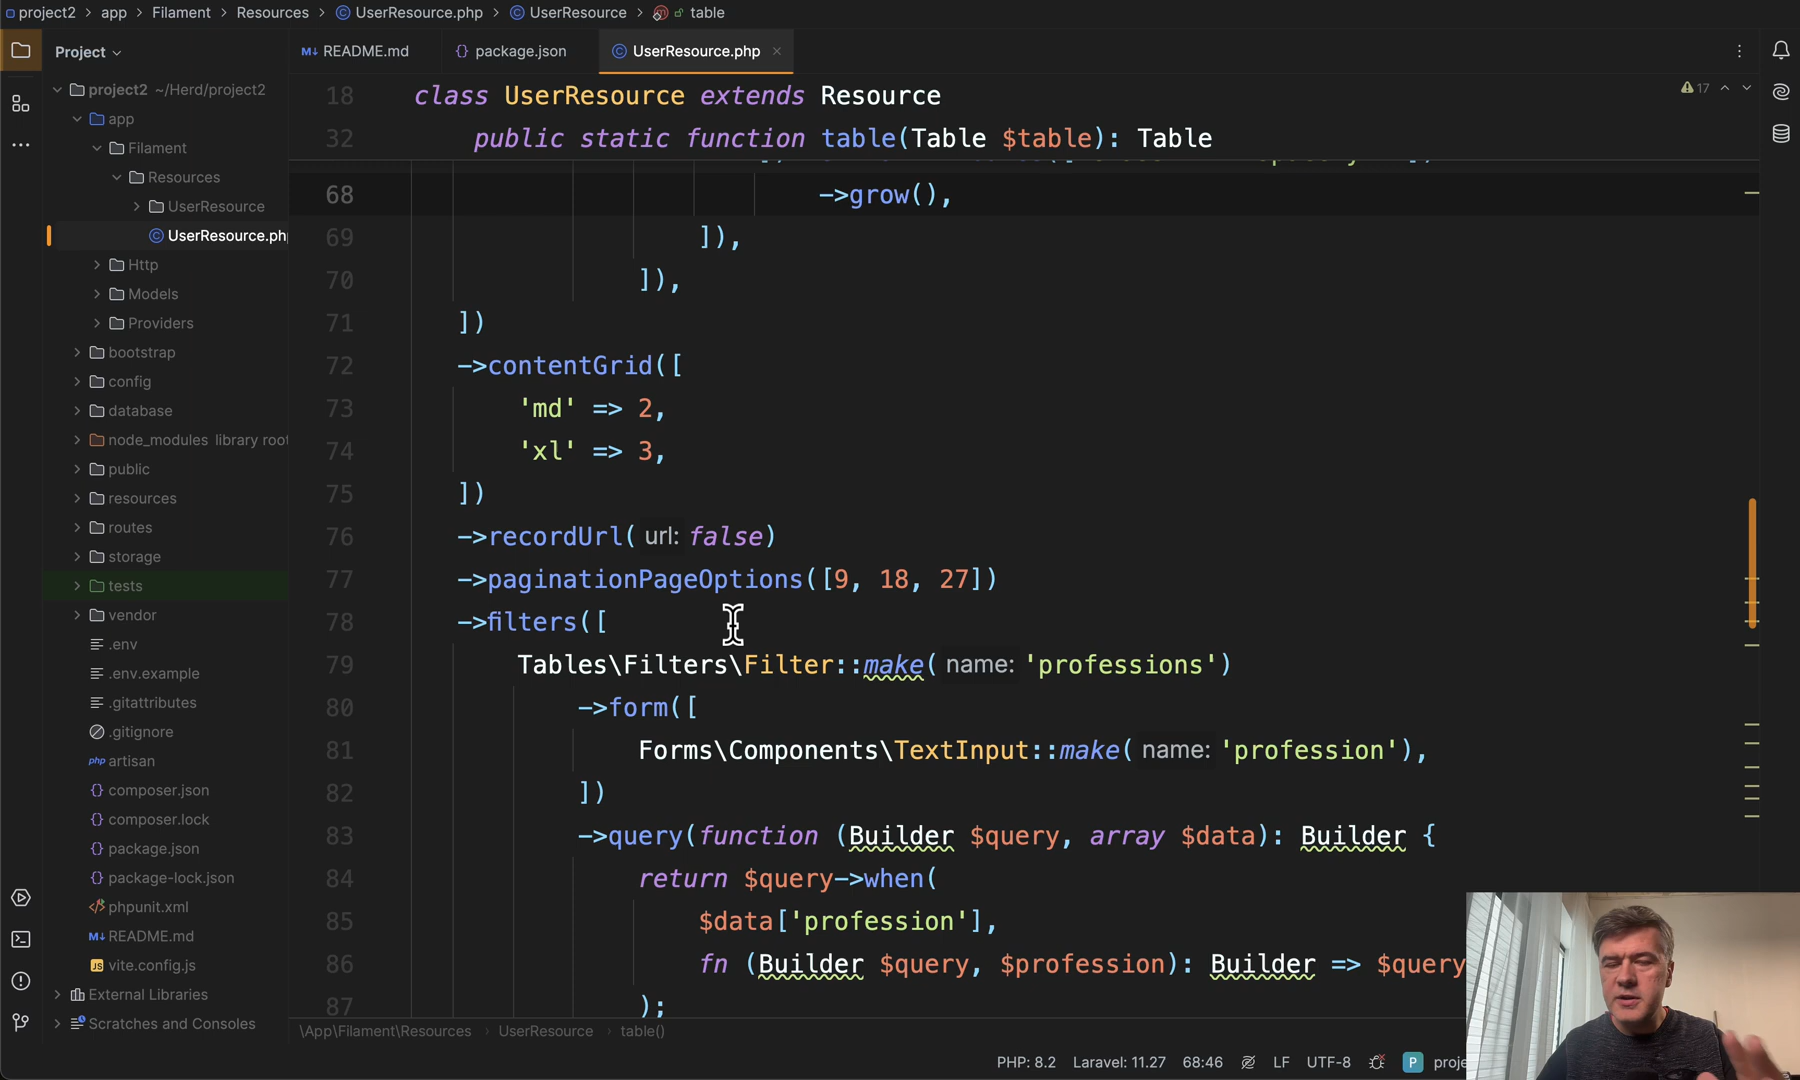 project2 > app > Filament > Resources > UserResource.php > UserResource > table
Project
README.md
package.json
UserResource.php
project2 ~/Herd/project2
app
Filament
Resources
UserResource
UserResource.ph
Http
Models
Providers
bootstrap
config
database
node_modules library root
public
resources
routes
storage
tests
vendor
.env
.env.example
.gitattributes
.gitignore
php artisan
composer.json
composer.lock
package.json
package-lock.json
phpunit.xml
README.md
vite.config.js
External Libraries
Scratches and Consoles
17
18 class UserResource extends Resource
32 public static function table(Table $table): Table
68 ->grow(),
69 ]),
70 ]),
71 ])
72 ->contentGrid([
73 'md' => 2,
74 'xl' => 3,
75 ])
76 ->recordUrl( url: false)
77 ->paginationPageOptions([9, 18, 27])
78 ->filters([
79 Tables\Filters\Filter::make( name: 'professions')
80 ->form([
81 Forms\Components\TextInput::make( name: 'profession'),
82 ])
83 ->query(function (Builder $query, array $data): Builder {
84 return $query->when(
85 $data['profession'],
86 fn (Builder $query, $profession): Builder => $query
87 );
\App\Filament\Resources > UserResource > table()
PHP: 8.2 Laravel: 11.27 68:46 LF UTF-8 P proje